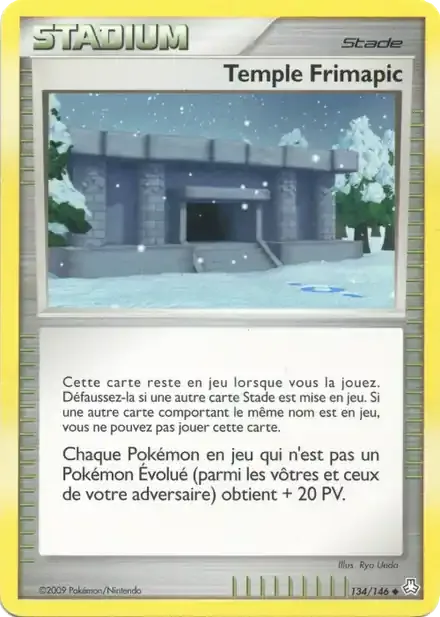 STADIUM
Stade
Temple Frimapic
Cette carte reste en jeu lorsque vous la jouez.
Défaussez-la si une autre carte Stade est mise en jeu. Si
une autre carte comportant le même nom est en jeu,
vous ne pouvez pas jouer cette carte.
Chaque Pokémon en jeu qui n'est pas un
Pokémon Évolué (parmi les vôtres et ceux
de votre adversaire) obtient + 20 PV.
Illus. Ryo Ueda
©2009 Pokémon/Nintendo
134/146